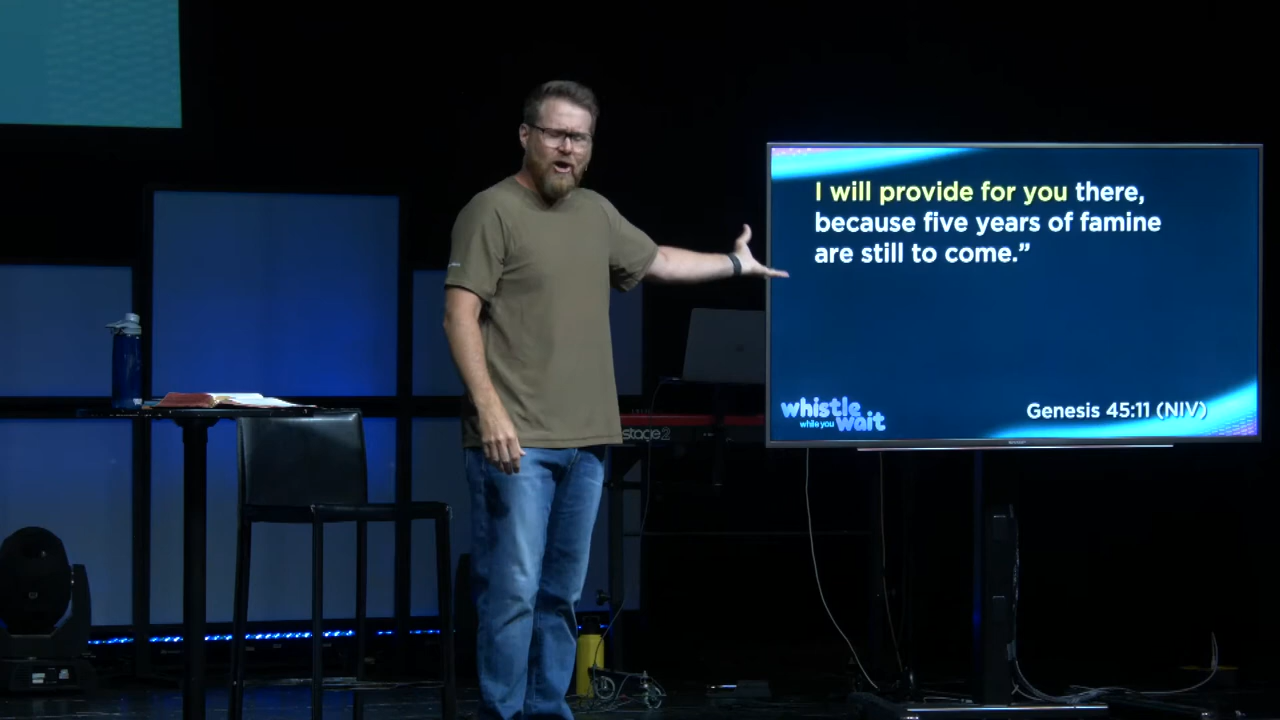 I will provide for you there,
because five years of famine
are still to come.”
whistle
while you wait
Genesis 45:11 (NIV)
stage2